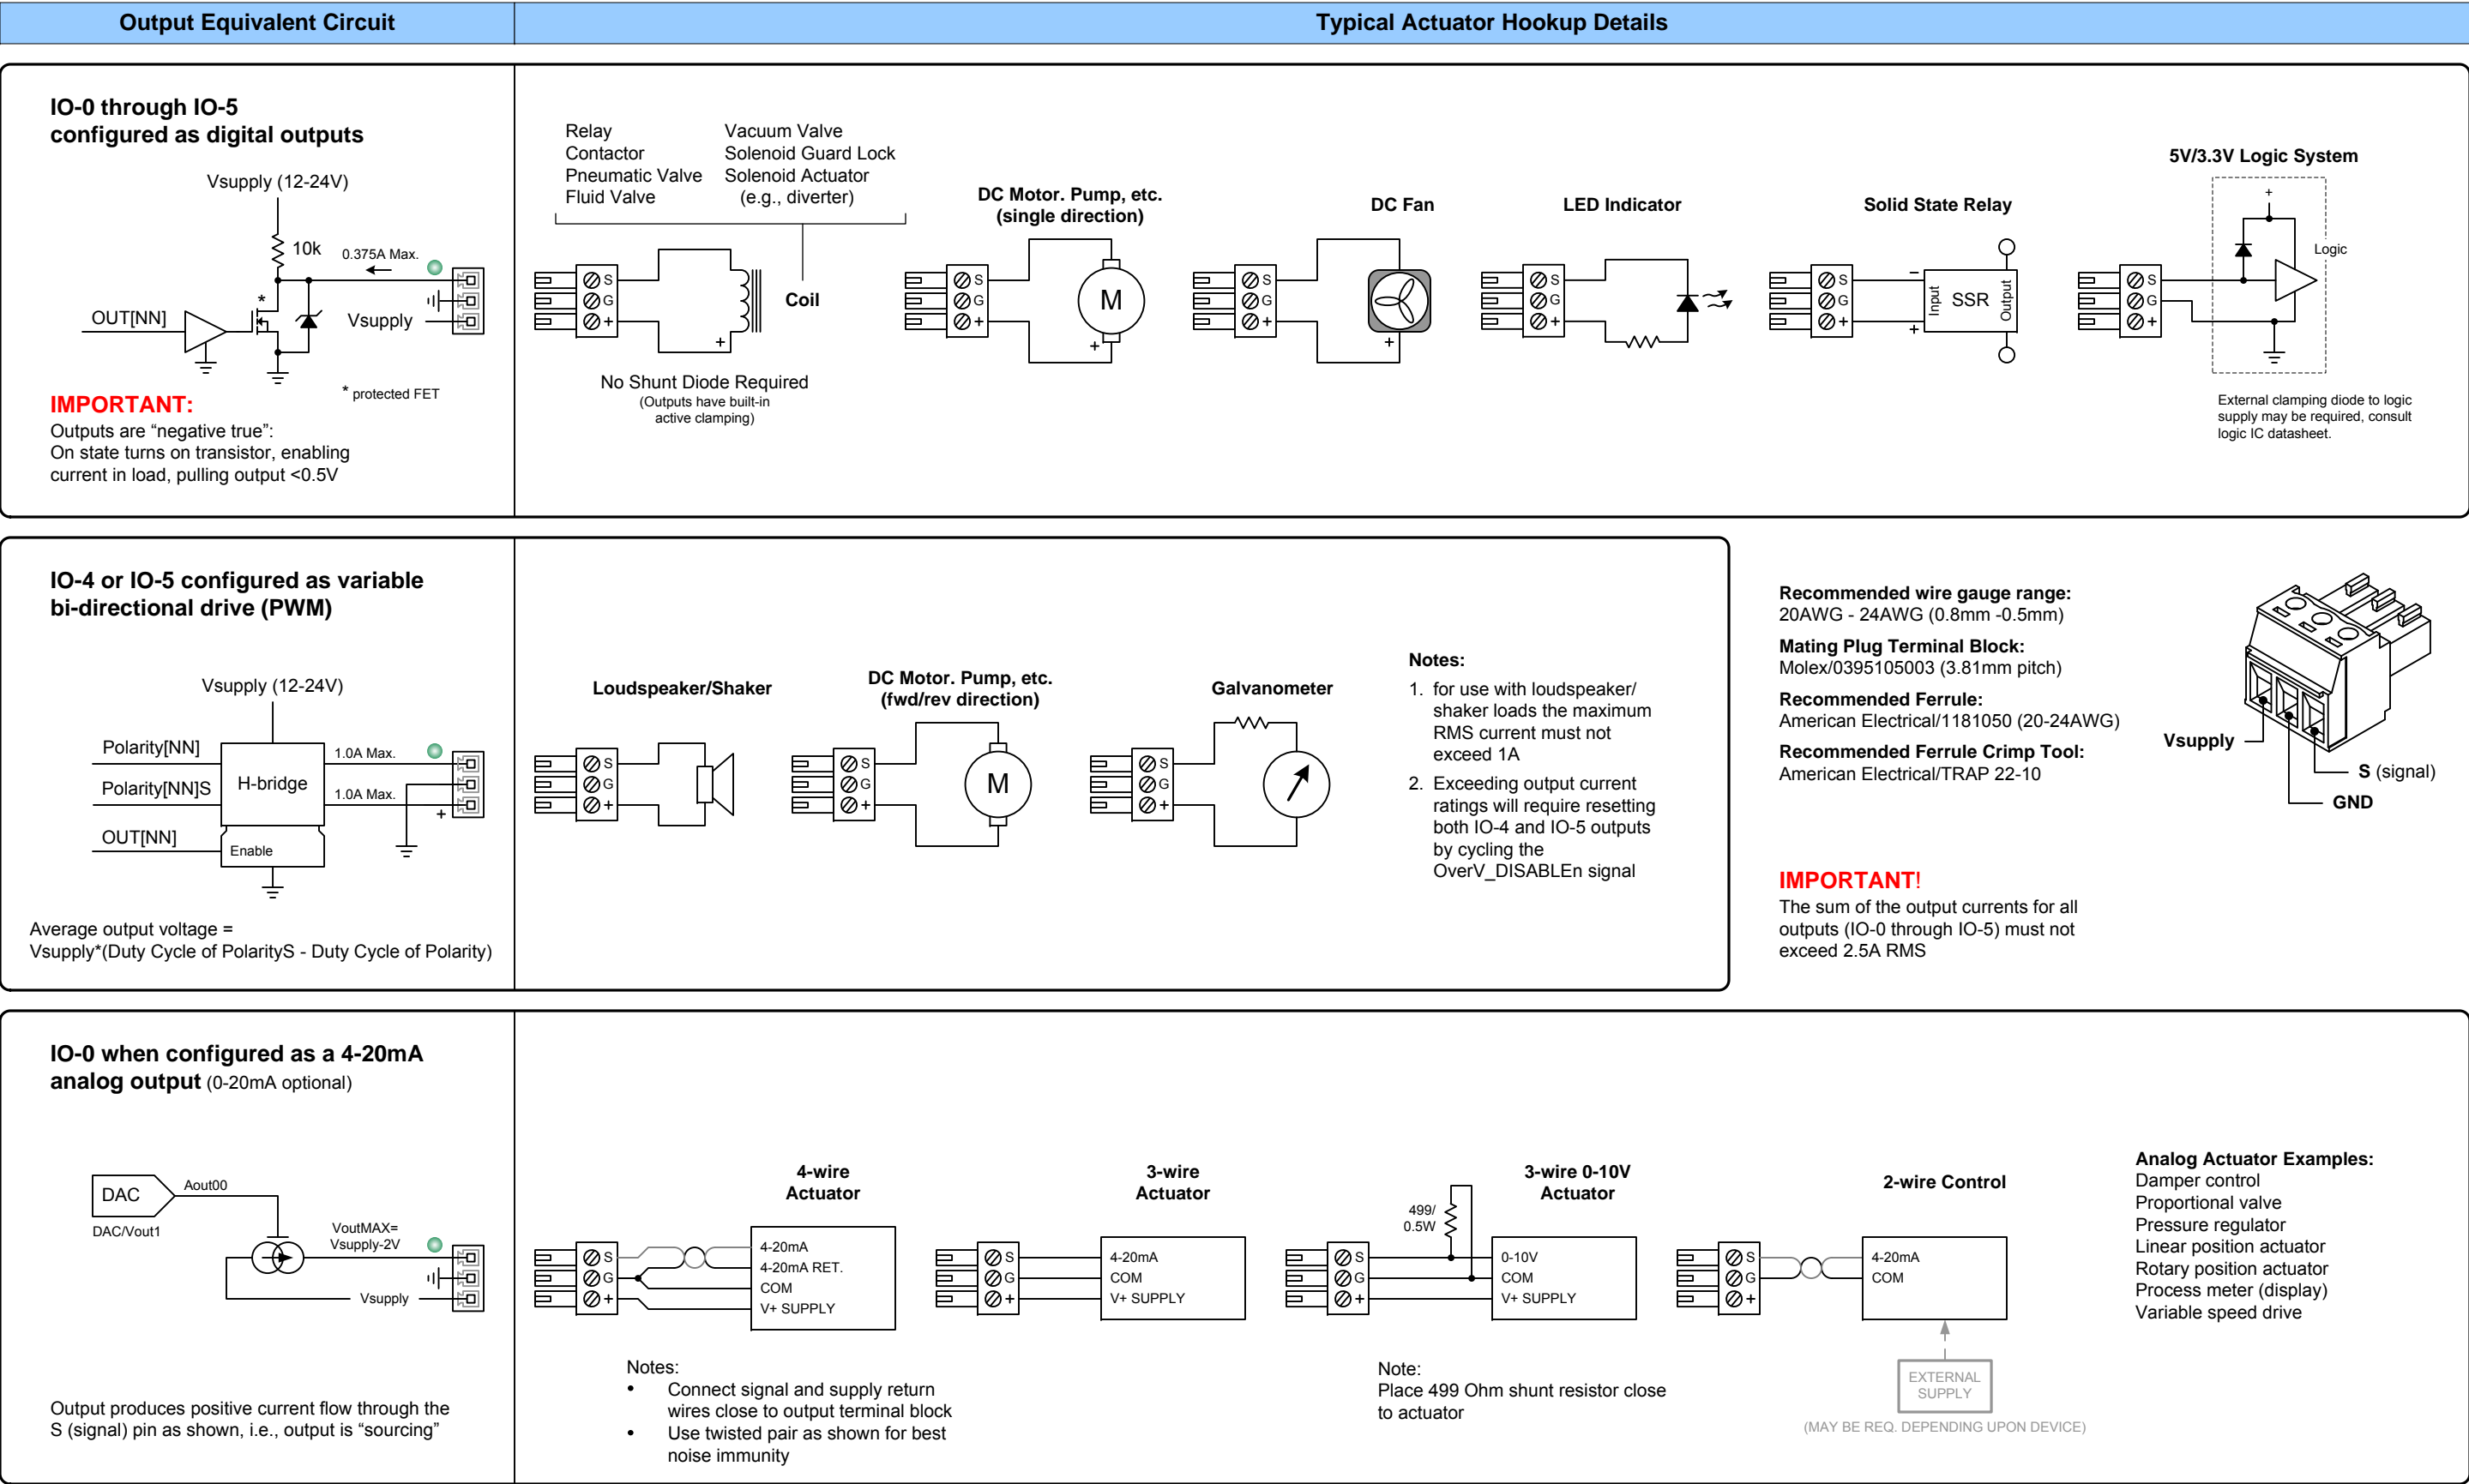 Output Equivalent Circuit
Typical Actuator Hookup Details
IO-0 through IO-5
configured as digital outputs
Vsupply (12-24V)
10k
0.375A Max.
*
OUT[NN]
Vsupply
* protected FET
IMPORTANT:
Outputs are “negative true”:
On state turns on transistor, enabling
current in load, pulling output <0.5V
Relay
Contactor
Pneumatic Valve
Fluid Valve
Vacuum Valve
Solenoid Guard Lock
Solenoid Actuator
(e.g., diverter)
S
G
+
+
Coil
No Shunt Diode Required
(Outputs have built-in
active clamping)
DC Motor. Pump, etc.
(single direction)
S
G
+
M
+
DC Fan
S
G
+
+
LED Indicator
S
G
+
Solid State Relay
S
G
+
–
+
Input
SSR
Output
5V/3.3V Logic System
+
Logic
S
G
+
External clamping diode to logic
supply may be required, consult
logic IC datasheet.
IO-4 or IO-5 configured as variable
bi-directional drive (PWM)
Vsupply (12-24V)
Polarity[NN]
Polarity[NN]S
OUT[NN]
H-bridge
Enable
1.0A Max.
1.0A Max.
+
Average output voltage =
Vsupply*(Duty Cycle of PolarityS - Duty Cycle of Polarity)
Loudspeaker/Shaker
S
G
+
DC Motor. Pump, etc.
(fwd/rev direction)
S
G
+
M
Galvanometer
S
G
+
Notes:
1. for use with loudspeaker/
shaker loads the maximum
RMS current must not
exceed 1A
2. Exceeding output current
ratings will require resetting
both IO-4 and IO-5 outputs
by cycling the
OverV_DISABLEn signal
Recommended wire gauge range:
20AWG - 24AWG (0.8mm -0.5mm)
Mating Plug Terminal Block:
Molex/0395105003 (3.81mm pitch)
Recommended Ferrule:
American Electrical/1181050 (20-24AWG)
Recommended Ferrule Crimp Tool:
American Electrical/TRAP 22-10
Vsupply
S (signal)
GND
IMPORTANT!
The sum of the output currents for all
outputs (IO-0 through IO-5) must not
exceed 2.5A RMS
IO-0 when configured as a 4-20mA
analog output (0-20mA optional)
DAC
Aout00
DAC/Vout1
VoutMAX=
Vsupply-2V
Vsupply
Output produces positive current flow through the
S (signal) pin as shown, i.e., output is “sourcing”
4-wire
Actuator
S
G
+
4-20mA
4-20mA RET.
COM
V+ SUPPLY
Notes:
• Connect signal and supply return
wires close to output terminal block
• Use twisted pair as shown for best
noise immunity
3-wire
Actuator
S
G
+
4-20mA
COM
V+ SUPPLY
3-wire 0-10V
Actuator
499/
0.5W
S
G
+
0-10V
COM
V+ SUPPLY
Note:
Place 499 Ohm shunt resistor close
to actuator
2-wire Control
S
G
+
4-20mA
COM
EXTERNAL
SUPPLY
(MAY BE REQ. DEPENDING UPON DEVICE)
Analog Actuator Examples:
Damper control
Proportional valve
Pressure regulator
Linear position actuator
Rotary position actuator
Process meter (display)
Variable speed drive